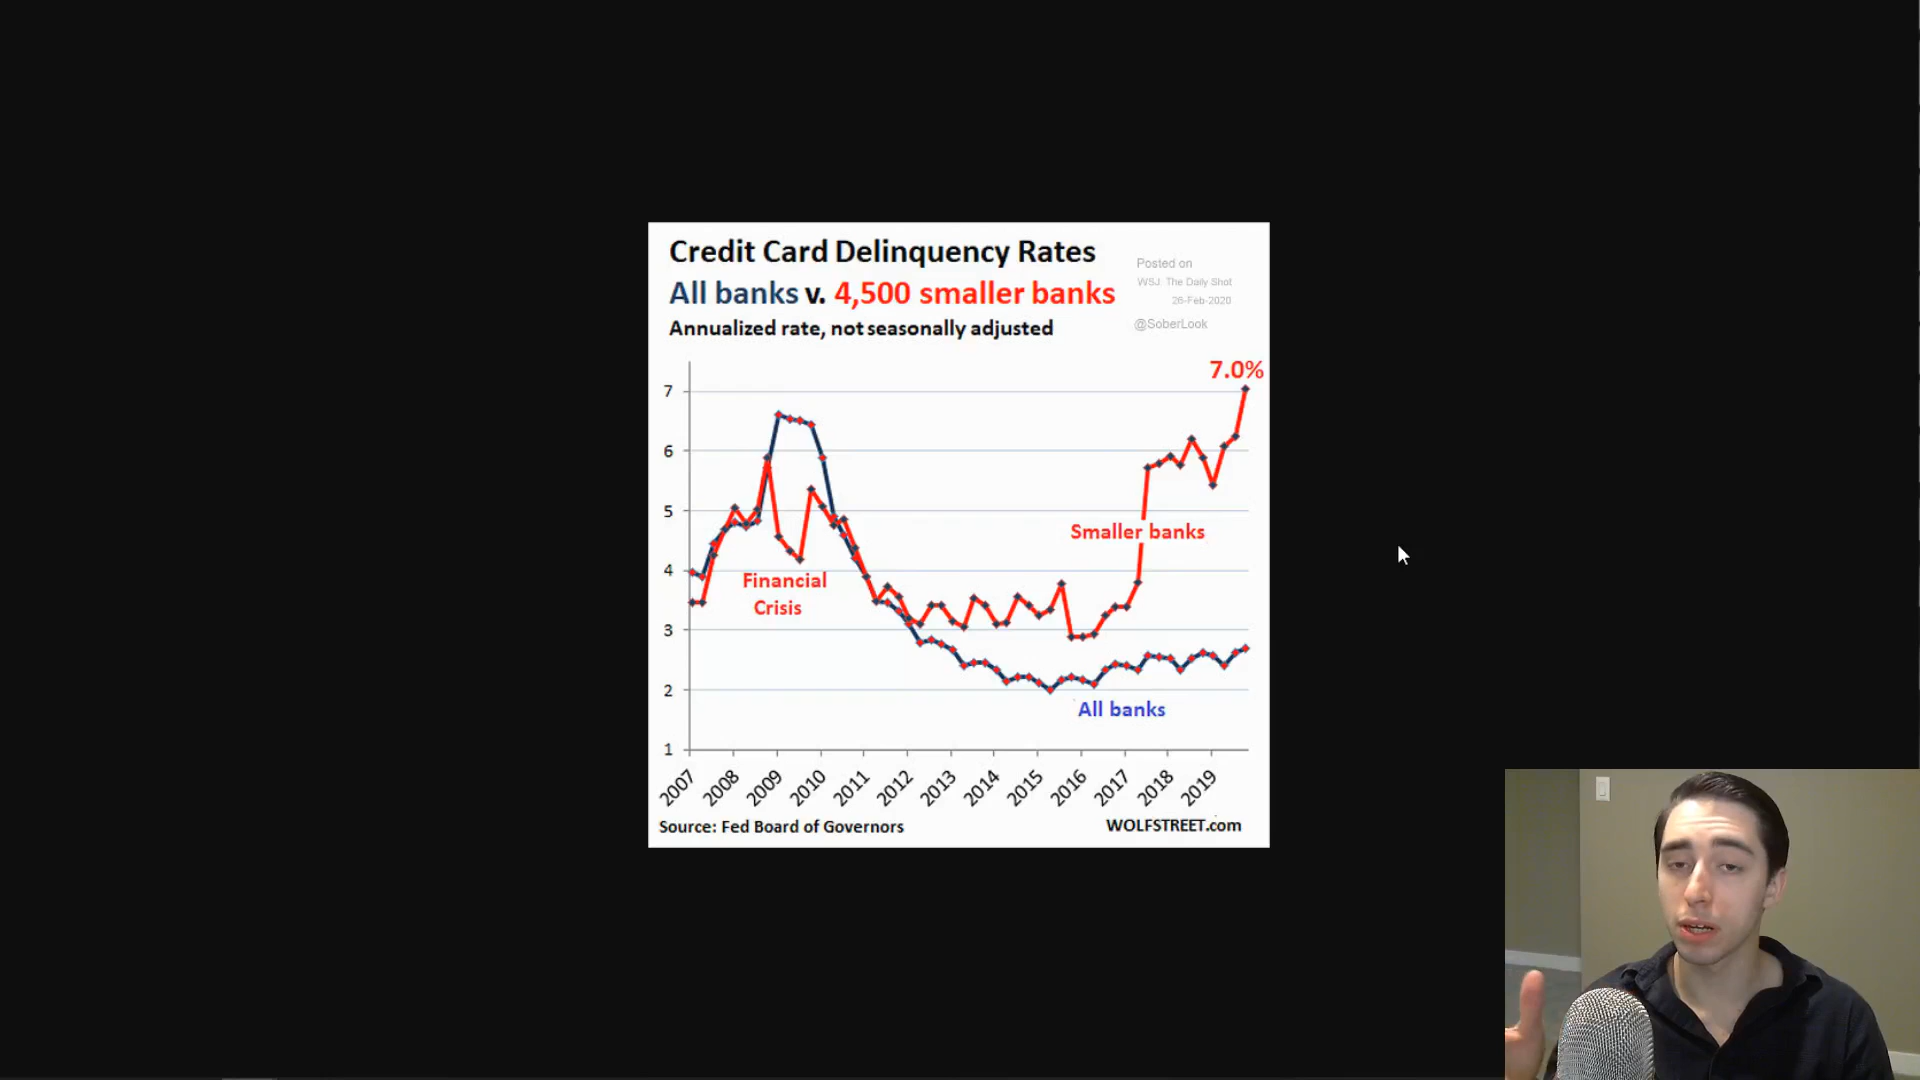 Credit Card Delinquency Rates
All banks v. 4,500 smaller banks
Annualized rate, not seasonally adjusted
Posted on
WSJ: The Daily Shot
26-Feb-2020
@SoberLook
7.0%
7
6
5
4
3
2
1
Smaller banks
Financial
Crisis
All banks
2007
2008
2009
2010
2011
2012
2013
2014
2015
2016
2017
2018
2019
Source: Fed Board of Governors
WOLFSTREET.com